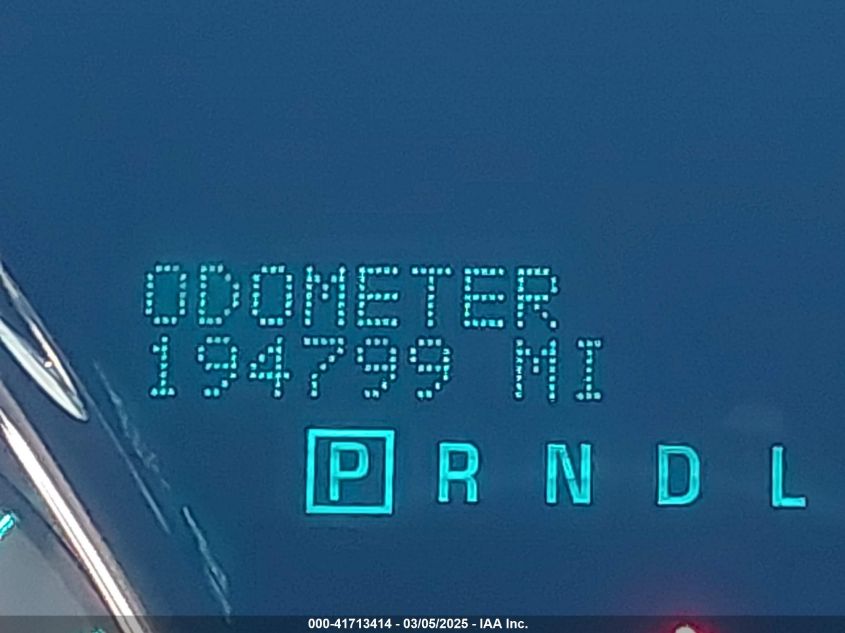 ODOMETER
194799 MI
P R N D L
000-41713414 - 03/05/2025 - IAA Inc.